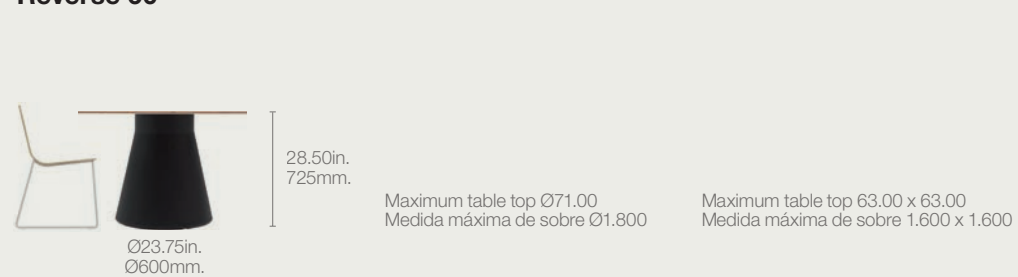 28.50in.
725mm.
Maximum table top Ø71.00
Medida máxima de sobre Ø1.800
Maximum table top 63.00 x 63.00
Medida máxima de sobre 1.600 x 1.600
Ø23.75in.
Ø600mm.